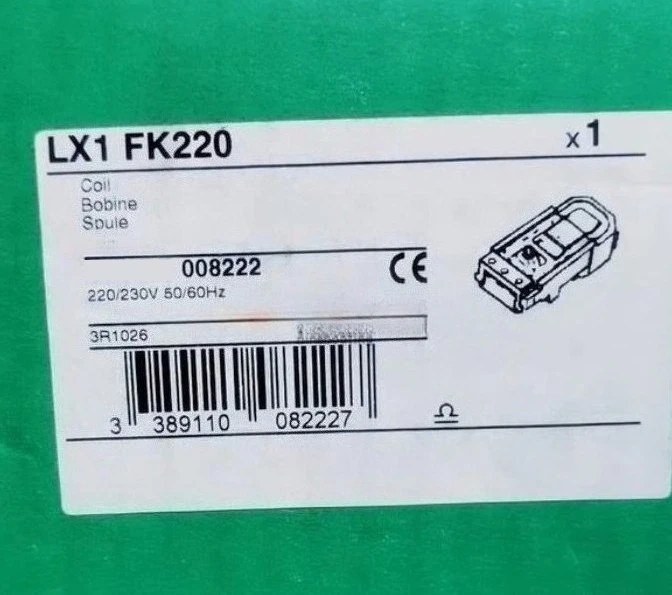 LX1 FK220 x1
Coil
Bobine
Spule
008222 CE
220/230V 50/60Hz
3R1026
3 389110 082227